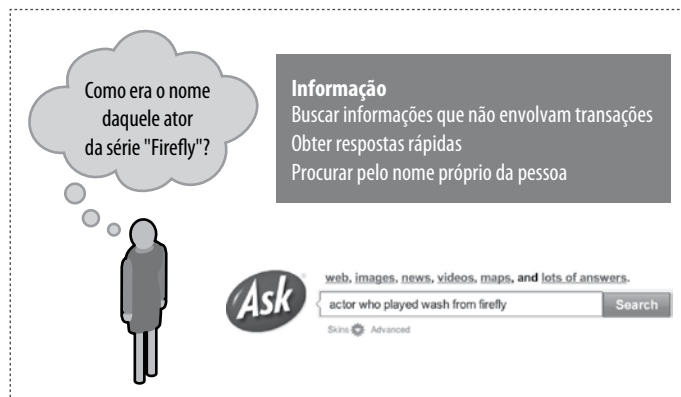 Como era o nome
daquele ator
da série "Firefly"?
Informação
Buscar informações que não envolvam transações
Obter respostas rápidas
Procurar pelo nome próprio da pessoa
Ask
web, images, news, videos, maps, and lots of answers.
actor who played wash from firefly
Search
Skins Advanced